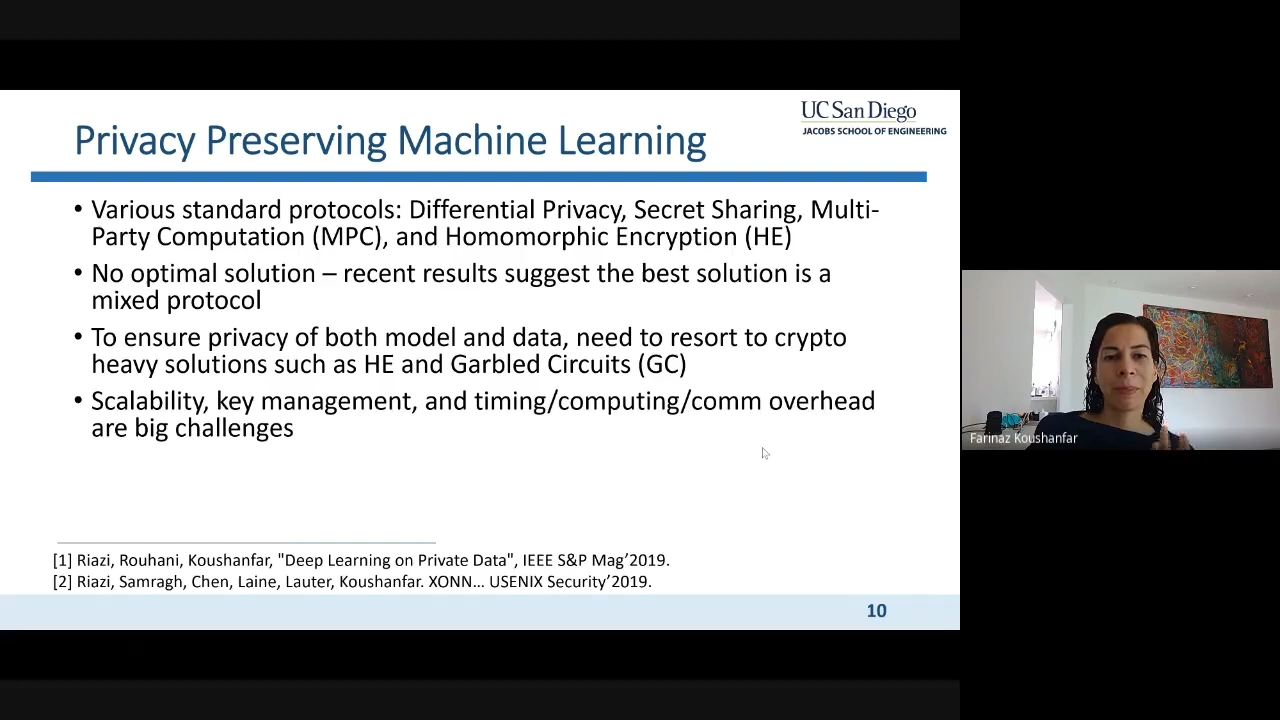 UC San Diego
JACOBS SCHOOL OF ENGINEERING
Privacy Preserving Machine Learning
• Various standard protocols: Differential Privacy, Secret Sharing, Multi-
Party Computation (MPC), and Homomorphic Encryption (HE)
• No optimal solution – recent results suggest the best solution is a
mixed protocol
• To ensure privacy of both model and data, need to resort to crypto
heavy solutions such as HE and Garbled Circuits (GC)
• Scalability, key management, and timing/computing/comm overhead
are big challenges
[1] Riazi, Rouhani, Koushanfar, "Deep Learning on Private Data", IEEE S&P Mag’2019.
[2] Riazi, Samragh, Chen, Laine, Lauter, Koushanfar. XONN... USENIX Security’2019.
10
Farinaz Koushanfar